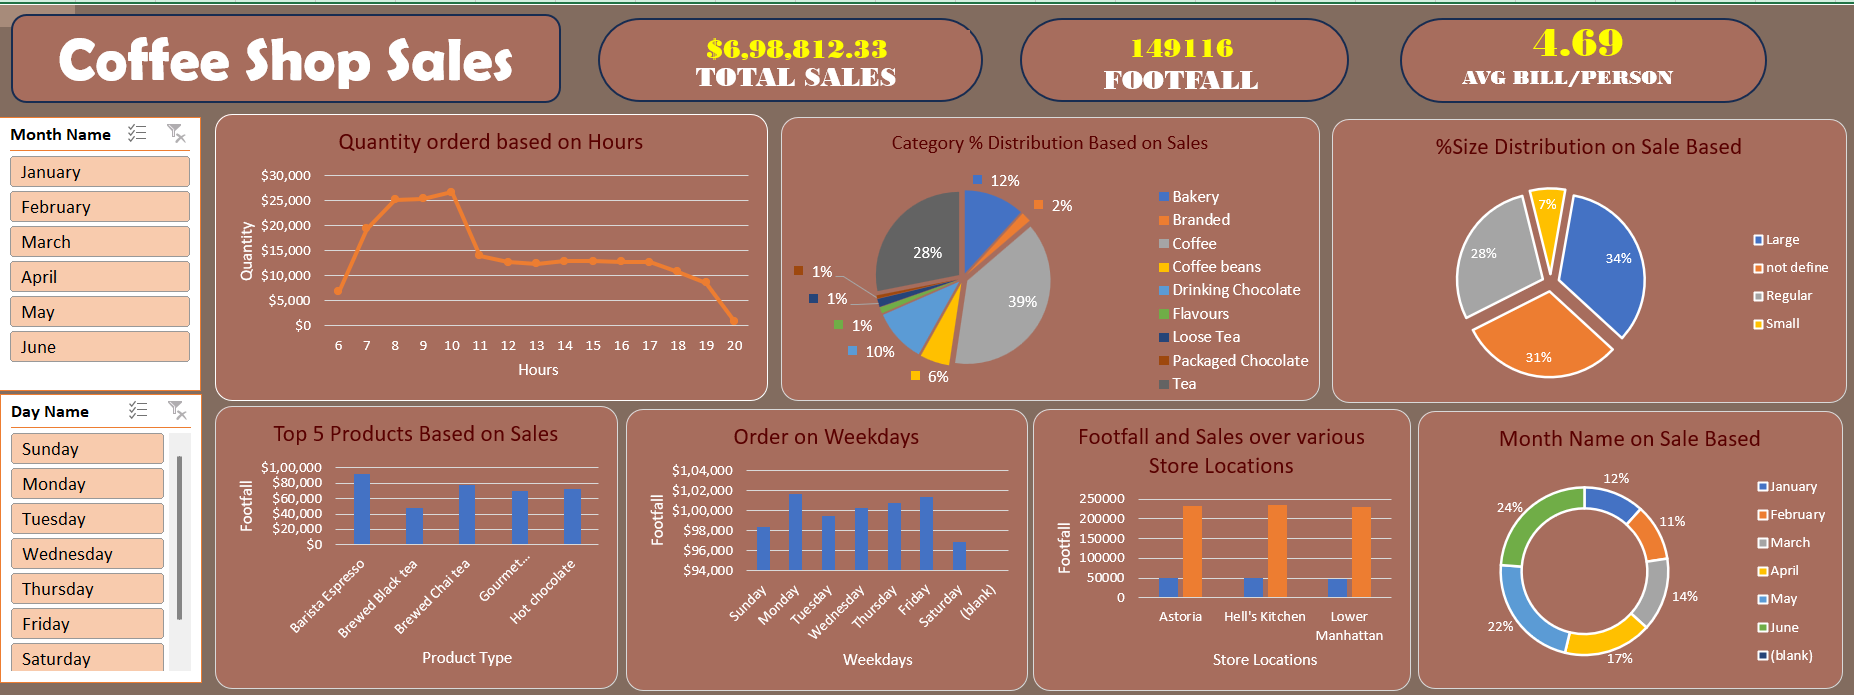 Coffee Shop Sales
$6,98,812.33
TOTAL SALES
149116
FOOTFALL
4.69
AVG BILL/PERSON
Month Name
January
February
March
April
May
June
Day Name
Sunday
Monday
Tuesday
Wednesday
Thursday
Friday
Saturday
Quantity orderd based on Hours
Quantity
$30,000
$25,000
$20,000
$15,000
$10,000
$5,000
$0
6 7 8 9 10 11 12 13 14 15 16 17 18 19 20
Hours
Category % Distribution Based on Sales
12%
2%
39%
6%
10%
1%
1%
1%
28%
Bakery
Branded
Coffee
Coffee beans
Drinking Chocolate
Flavours
Loose Tea
Packaged Chocolate
Tea
%Size Distribution on Sale Based
7%
34%
31%
28%
Large
not define
Regular
Small
Top 5 Products Based on Sales
Footfall
$1,00,000
$80,000
$60,000
$40,000
$20,000
$0
Barista Espresso
Brewed Black tea
Brewed Chai tea
Gourmet...
Hot chocolate
Product Type
Order on Weekdays
Footfall
$1,04,000
$1,02,000
$1,00,000
$98,000
$96,000
$94,000
Sunday
Monday
Tuesday
Wednesday
Thursday
Friday
Saturday
(blank)
Weekdays
Footfall and Sales over various
Store Locations
Footfall
250000
200000
150000
100000
50000
0
Astoria
Hell's Kitchen
Lower
Manhattan
Store Locations
Month Name on Sale Based
12%
11%
14%
17%
22%
24%
January
February
March
April
May
June
(blank)